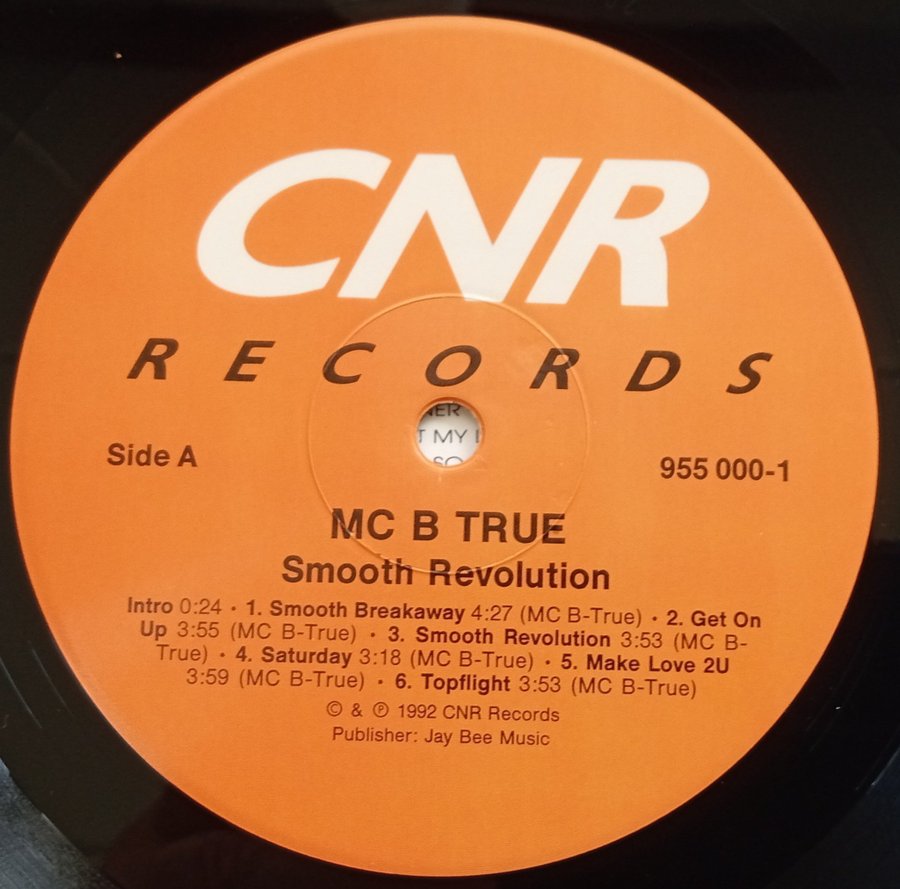 CNR
RECORDS
Side A
955 000-1
MC B TRUE
Smooth Revolution
Intro 0:24 • 1. Smooth Breakaway 4:27 (MC B-True) • 2. Get On
Up 3:55 (MC B-True) • 3. Smooth Revolution 3:53 (MC B-
True) • 4. Saturday 3:18 (MC B-True) • 5. Make Love 2U
3:59 (MC B-True) • 6. Topflight 3:53 (MC B-True)
© & ℗ 1992 CNR Records
Publisher: Jay Bee Music
MY